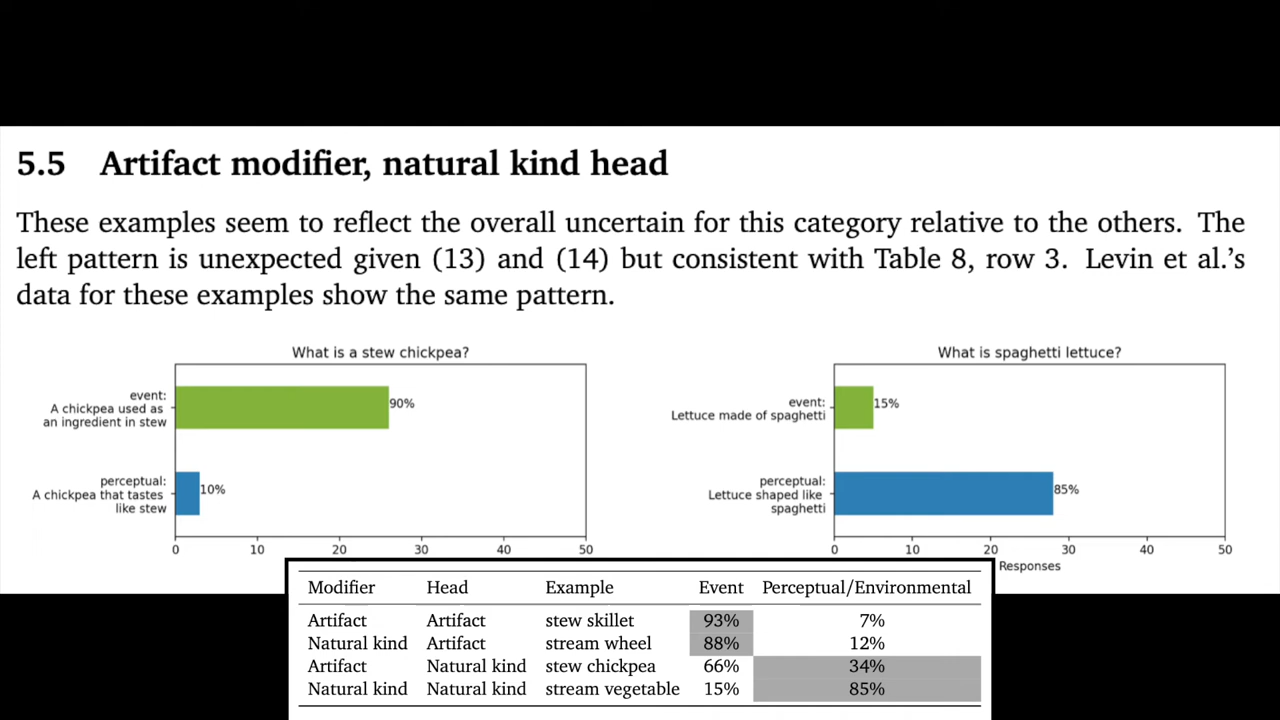 5.5 Artifact modifier, natural kind head
These examples seem to reflect the overall uncertain for this category relative to the others. The
left pattern is unexpected given (13) and (14) but consistent with Table 8, row 3. Levin et al.'s
data for these examples show the same pattern.
What is a stew chickpea?
event:
A chickpea used as
an ingredient in stew
90%
perceptual:
A chickpea that tastes
like stew
10%
0 10 20 30 40 50
What is spaghetti lettuce?
event:
Lettuce made of spaghetti
15%
perceptual:
Lettuce shaped like
spaghetti
85%
0 10 20 30 40 50
Responses
Modifier Head Example Event Perceptual/Environmental
Artifact Artifact stew skillet 93% 7%
Natural kind Artifact stream wheel 88% 12%
Artifact Natural kind stew chickpea 66% 34%
Natural kind Natural kind stream vegetable 15% 85%